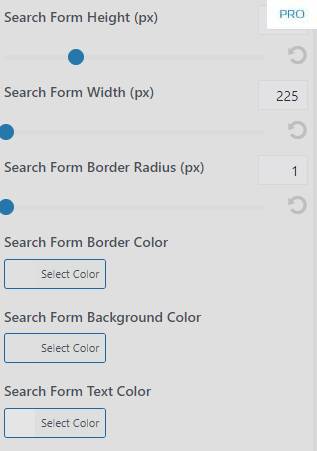 Search Form Height (px)
PRO
Search Form Width (px)
225
Search Form Border Radius (px)
1
Search Form Border Color
Select Color
Search Form Background Color
Select Color
Search Form Text Color
Select Color